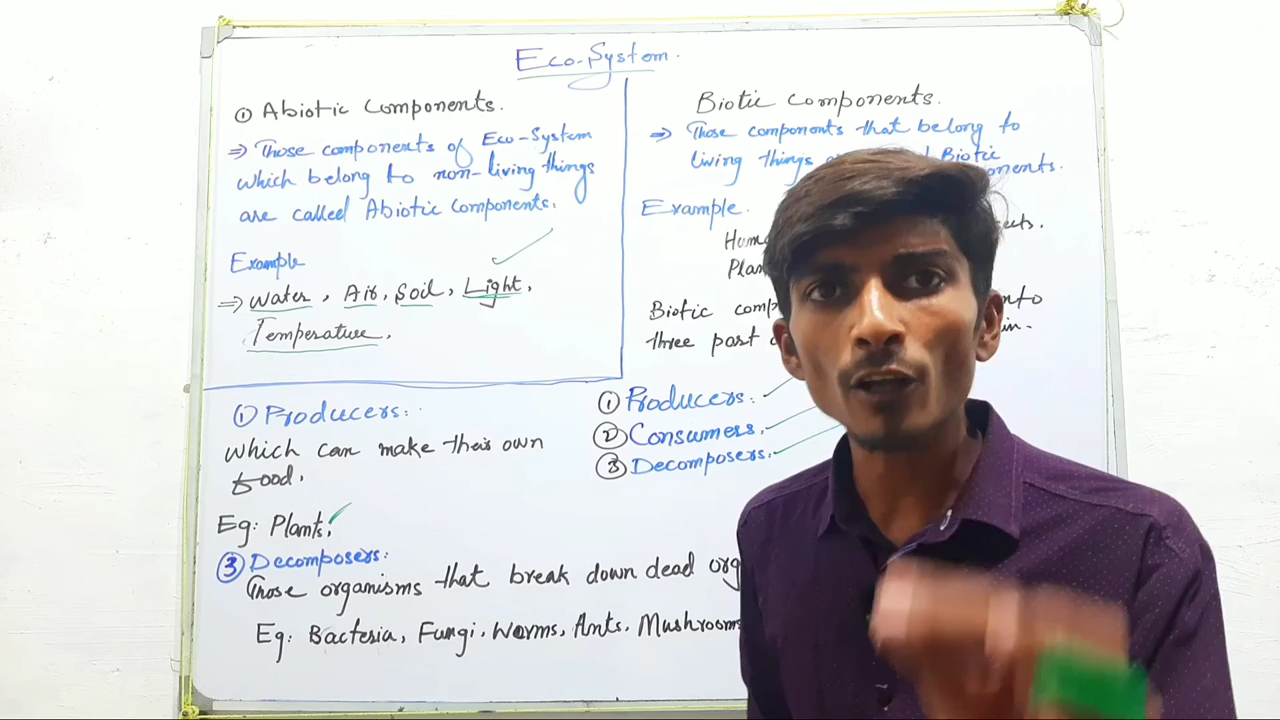 Eco-System.
① Abiotic Components.
⇒ Those components of Eco-System
which belong to non-living things
are called Abiotic Components.
Example
⇒ Water, Air, Soil, Light,
Temperature.
Biotic components.
⇒ Those components that belong to
living things Biotic
Example.
Biotic
three part
① Producers:
② Consumers.
③ Decomposers.
① Producers:
which can make their own
food.
Eg: Plants.
③ Decomposers:
Those organisms that break down dead
Eg: Bacteria, Fungi, Worms, Ants, Mushrooms